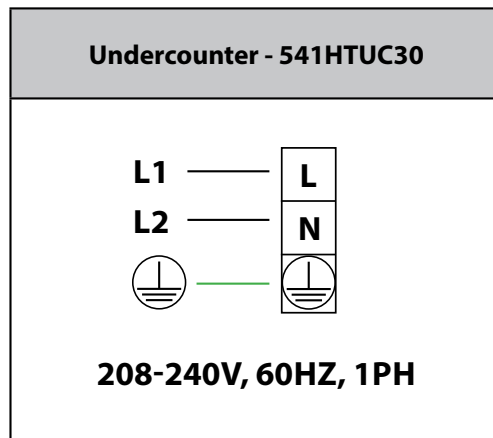 Undercounter - 541HTUC30
L1 L
L2 N
208-240V, 60HZ, 1PH